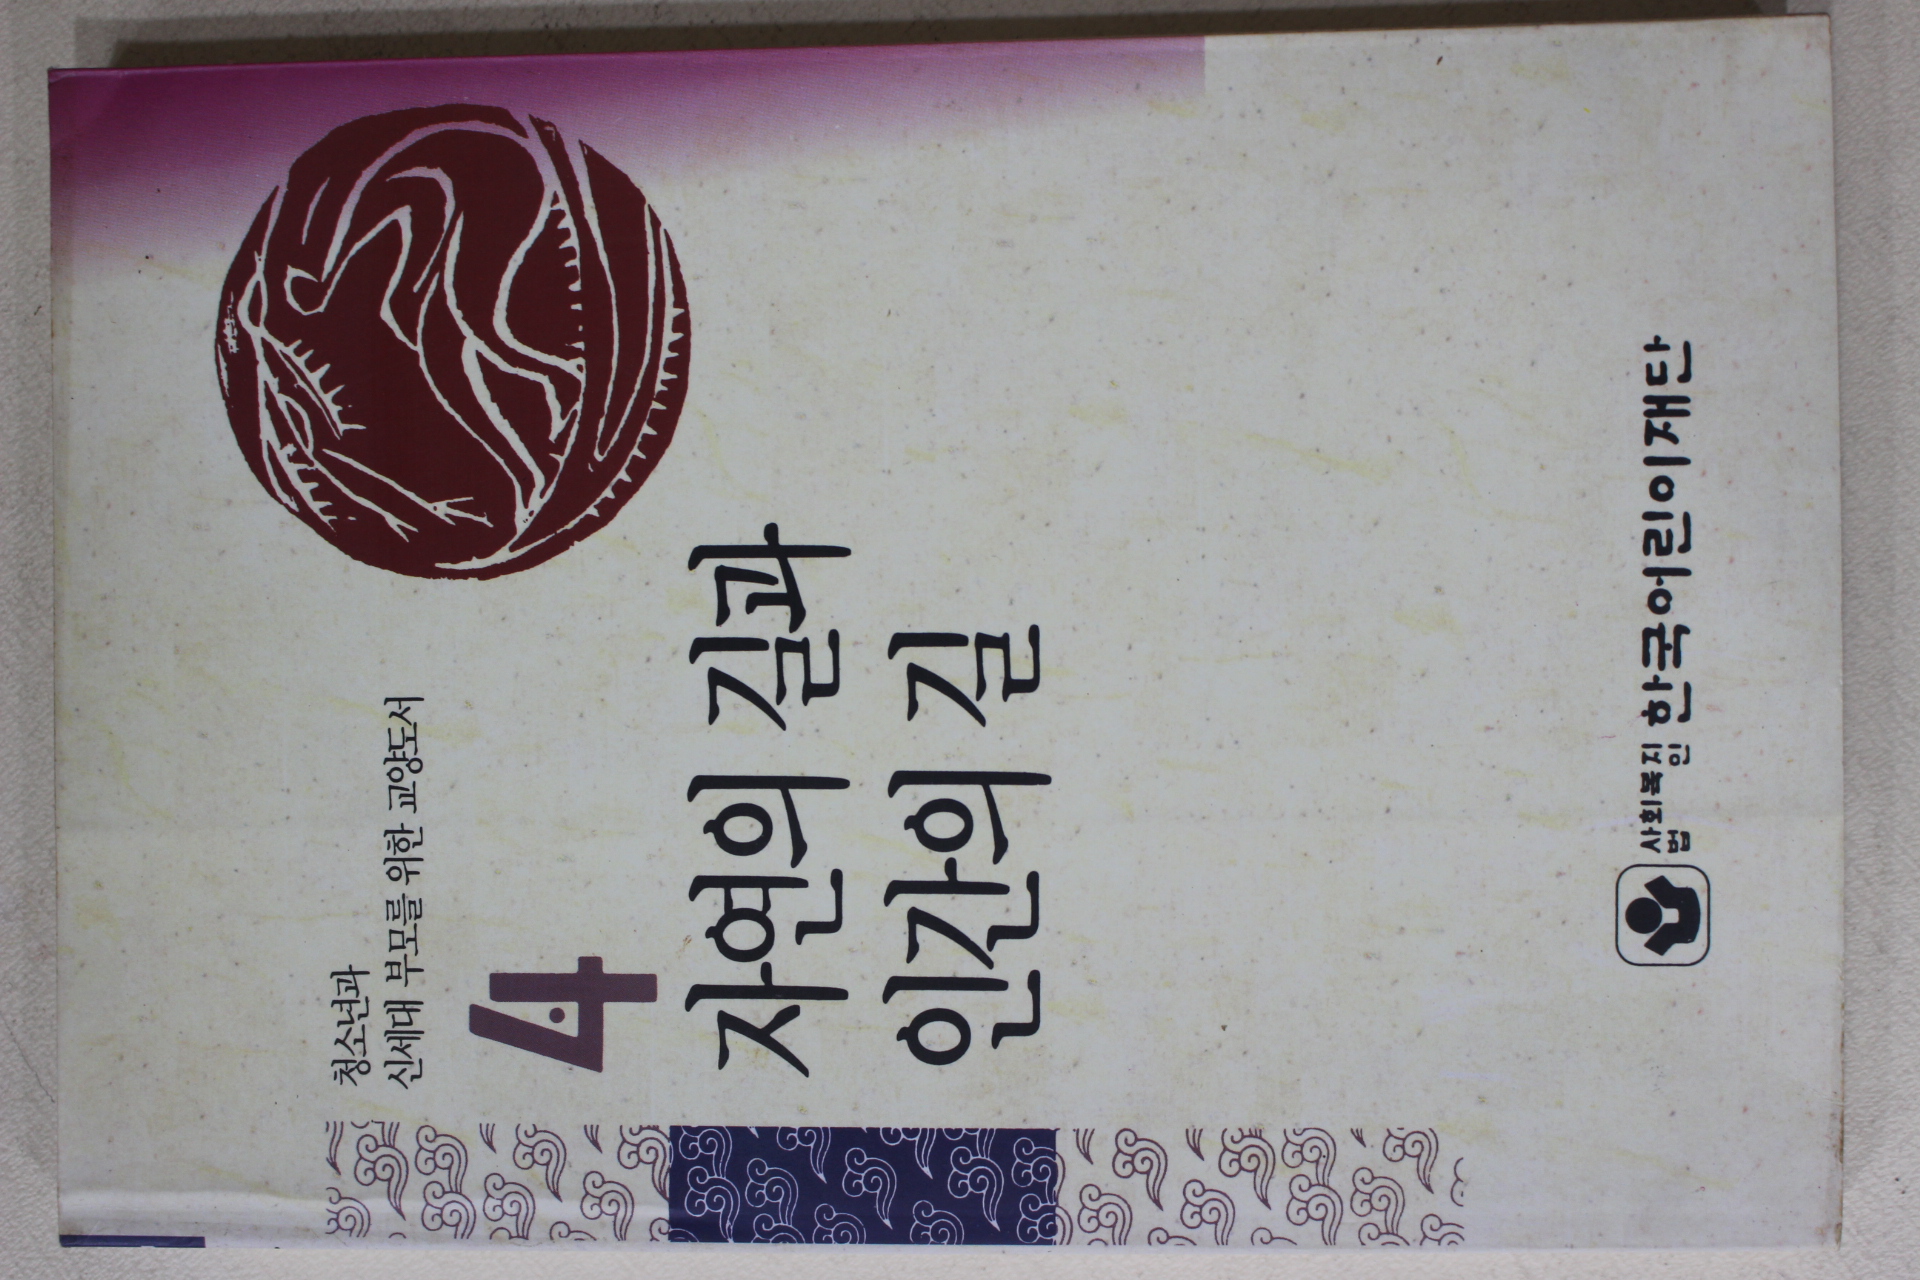 청소년과
신세대 부모를 위한 교양도서
4
자연의 길과
인간의 길
사회복지
법인
한국어린이재단